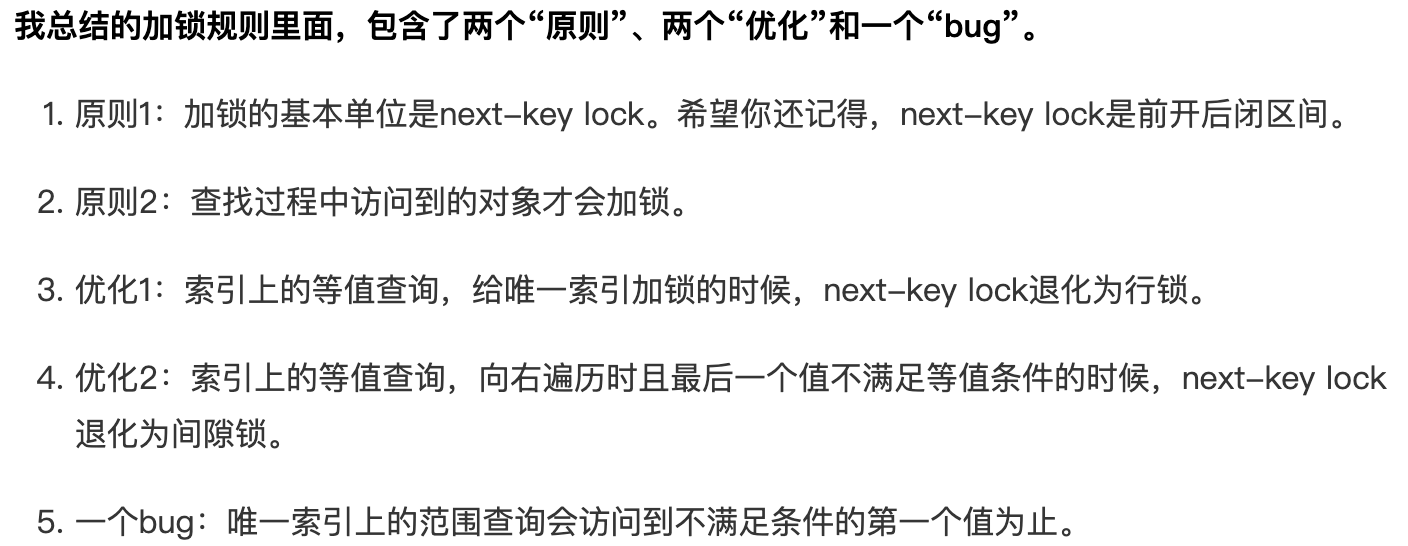 我总结的加锁规则里面，包含了两个“原则”、两个“优化”和一个“bug”。
1. 原则1：加锁的基本单位是next-key lock。希望你还记得，next-key lock是前开后闭区间。
2. 原则2：查找过程中访问到的对象才会加锁。
3. 优化1：索引上的等值查询，给唯一索引加锁的时候，next-key lock退化为行锁。
4. 优化2：索引上的等值查询，向右遍历时且最后一个值不满足等值条件的时候，next-key lock
退化为间隙锁。
5. 一个bug：唯一索引上的范围查询会访问到不满足条件的第一个值为止。